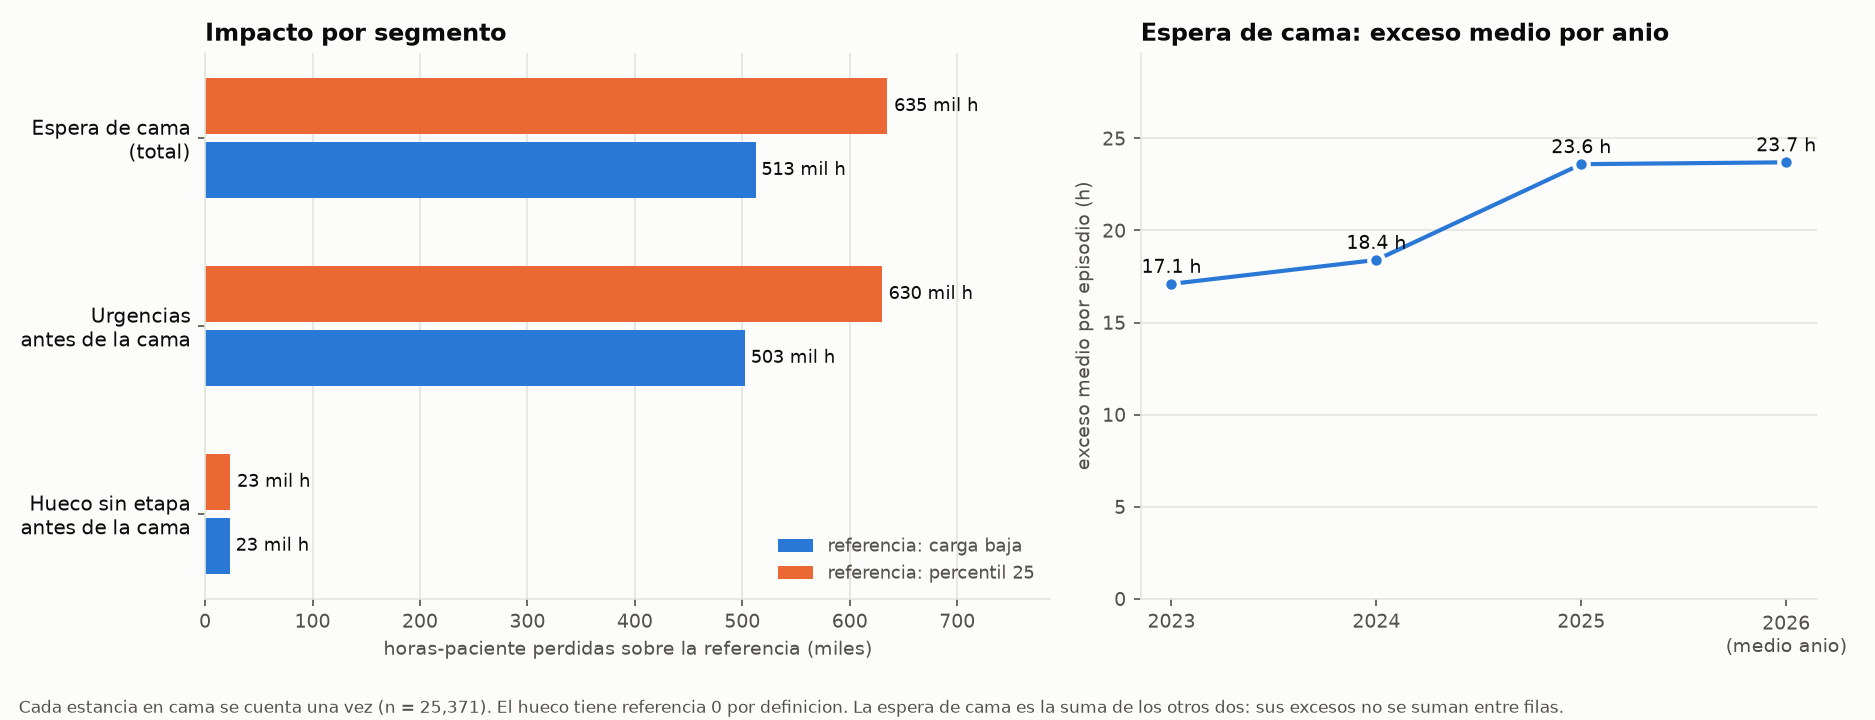 Impacto por segmento
Espera de cama
(total)
635 mil h
513 mil h
Urgencias
antes de la cama
630 mil h
503 mil h
Hueco sin etapa
antes de la cama
23 mil h
23 mil h
referencia: carga baja
referencia: percentil 25
0 100 200 300 400 500 600 700
horas-paciente perdidas sobre la referencia (miles)
Espera de cama: exceso medio por anio
exceso medio por episodio (h)
25
20
15
10
5
0
17.1 h
18.4 h
23.6 h
23.7 h
2023 2024 2025 2026
(medio anio)
Cada estancia en cama se cuenta una vez (n = 25,371). El hueco tiene referencia 0 por definicion. La espera de cama es la suma de los otros dos: sus excesos no se suman entre filas.